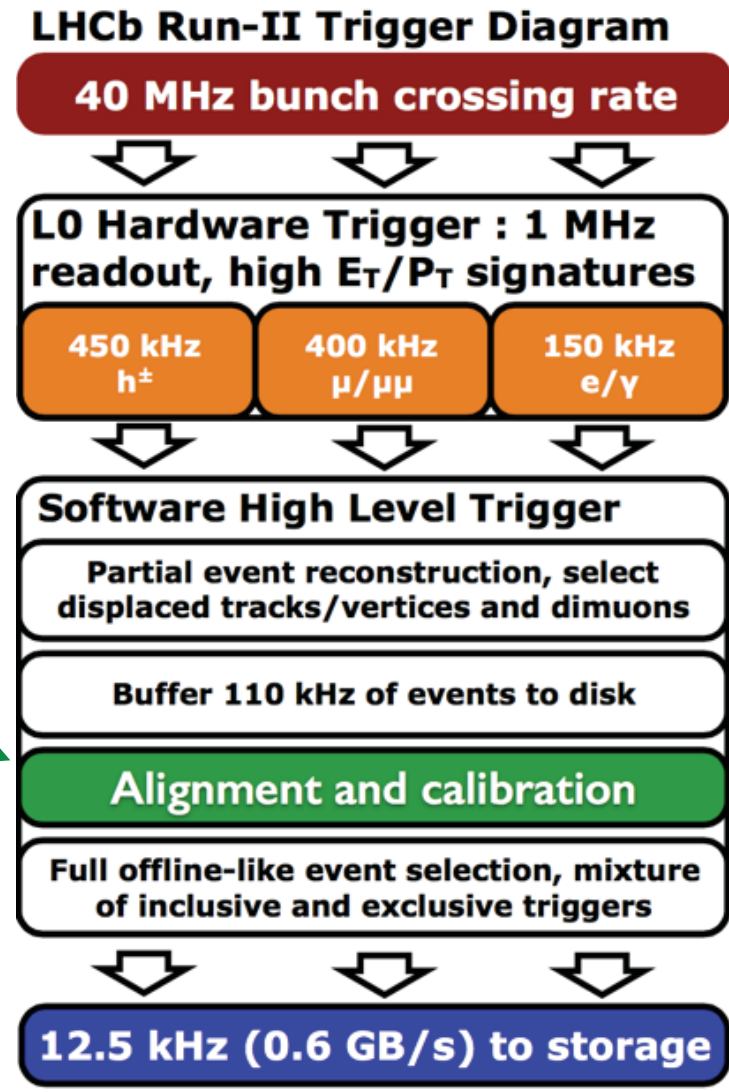 LHCb Run-II Trigger Diagram
40 MHz bunch crossing rate
L0 Hardware Trigger : 1 MHz
readout, high E_T/P_T signatures
450 kHz
h±
400 kHz
μ/μμ
150 kHz
e/γ
Software High Level Trigger
Partial event reconstruction, select
displaced tracks/vertices and dimuons
Buffer 110 kHz of events to disk
Alignment and calibration
Full offline-like event selection, mixture
of inclusive and exclusive triggers
12.5 kHz (0.6 GB/s) to storage